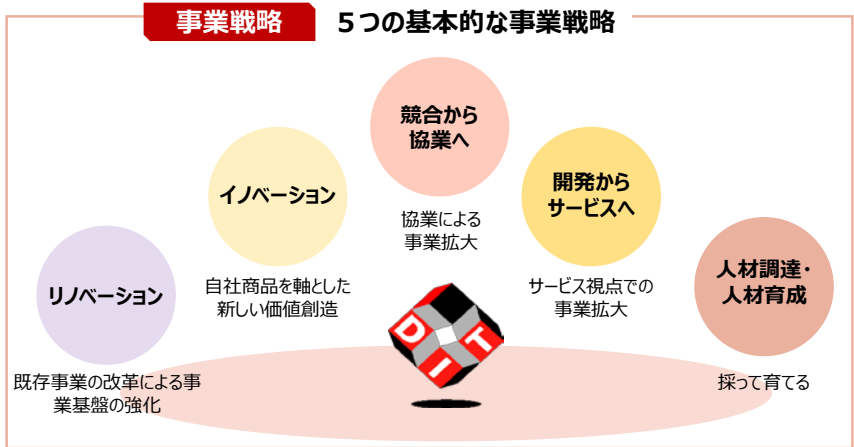 事業戦略 5つの基本的な事業戦略
競合から
協業へ
協業による
事業拡大
イノベーション
自社商品を軸とした
新しい価値創造
開発から
サービスへ
サービス視点での
事業拡大
リノベーション
既存事業の改革による事
業基盤の強化
人材調達・
人材育成
採って育てる
D
I
T